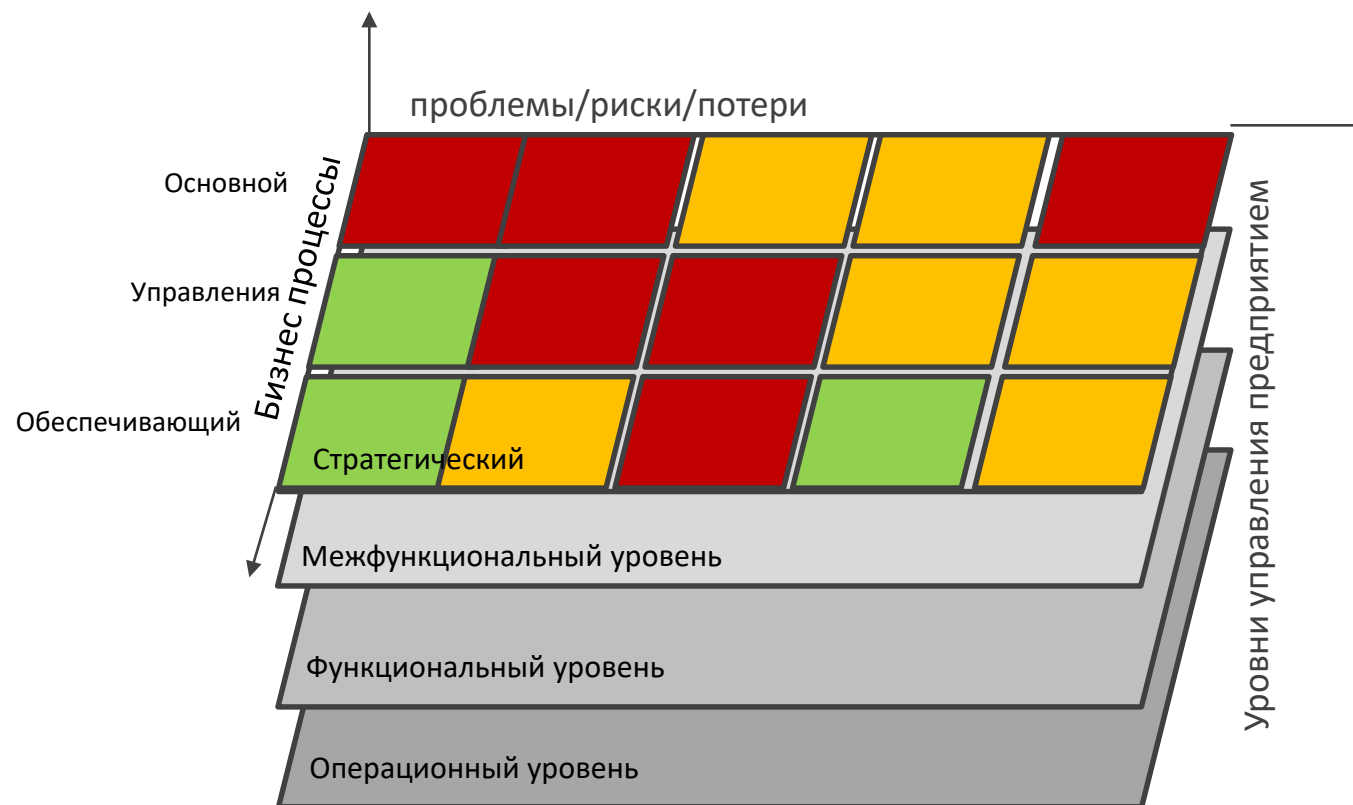 проблемы/риски/потери
Основной
Бизнес процессы
Управления
Обеспечивающий
Стратегический
Межфункциональный уровень
Функциональный уровень
Операционный уровень
Уровни управления предприятием